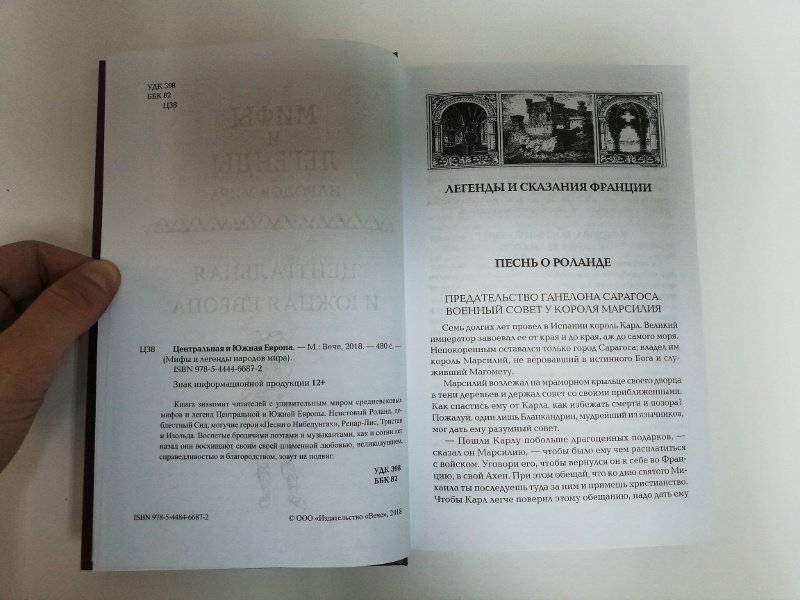 УДК 398
ББК 82
Ц38
Ц38 Центральная и Южная Европа. — М.: Вече, 2018. — 480 с. —
(Мифы и легенды народов мира).
ISBN 978-5-4444-6687-2
Знак информационной продукции 12+
Книга знакомит читателей с удивительным миром средневековых
мифов и легенд Центральной и Южной Европы. Неистовый Роланд, до-
блестный Сид, могучие герои «Песни о Нибелунгах», Ренар-Лис, Тристан
и Изольда. Воспетые бродячими поэтами и музыкантами, как и сотни лет
назад они восхищают своей пламенной любовью, великодушием,
справедливостью и благородством, зовут на подвиг.
УДК 398
ББК 82
ISBN 978-5-4444-6687-2
© ООО «Издательство «Вече», 2018
ЛЕГЕНДЫ И СКАЗАНИЯ ФРАНЦИИ
ПЕСНЬ О РОЛАНДЕ
ПРЕДАТЕЛЬСТВО ГАНЕЛОНА САРАГОСА.
ВОЕННЫЙ СОВЕТ У КОРОЛЯ МАРСИЛИЯ
Семь долгих лет провел в Испании король Карл. Великий
император завоевал ее от края и до края, аж до самого моря.
Непокоренным оставался только город Сарагоса; владел им
король Марсилий, не веровавший в истинного Бога и слу-
живший Магомету.
Марсилий возлежал на мраморном крыльце своего дворца
в тени деревьев и держал совет со своими приближенными.
Как спастись ему от Карла, как избежать смерти и позора?
Пожалуй, один лишь Бланкандрин, мудрейший из язычников,
мог дать ему разумный совет.
— Пошли Карлу побольше драгоценных подарков, —
сказал он Марсилию, — чтобы было ему чем расплатиться
с войском. Уговори его, чтобы вернулся он к себе во Фран-
цию, в свой Ахен. При этом обещай, что ко дню святого Ми-
хаила ты последуешь туда за ним и примешь христианство.
Чтобы Карл легче поверил этому обещанию, надо дать ему